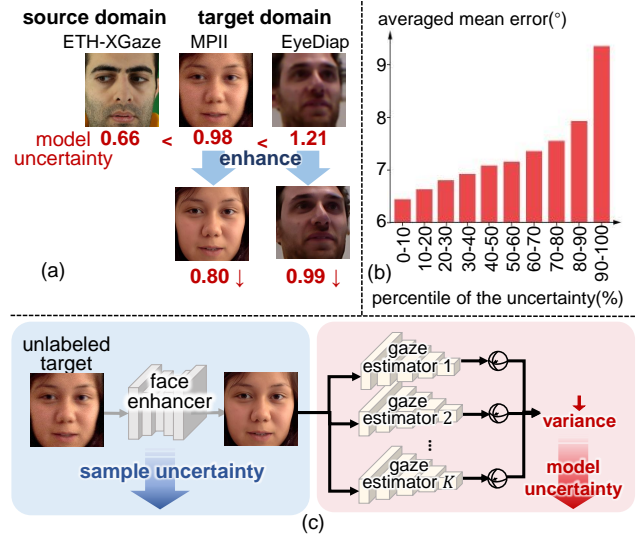 source domain
target domain
ETH-XGaze
MPII
EyeDiap
model
uncertainty
0.66 < 0.98 < 1.21
enhance
0.80 ↓
0.99 ↓
(a)
averaged mean error(°)
9
8
7
6
0-10
10-20
20-30
30-40
40-50
50-60
60-70
70-80
80-90
90-100
(b)
percentile of the uncertainty(%)
unlabeled
target
face
enhancer
sample uncertainty
gaze
estimator 1
gaze
estimator 2
...
gaze
estimator K
↓
variance
model
uncertainty
(c)